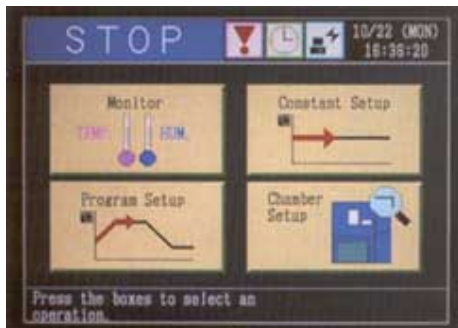 STOP
10/22 (MON)
16:36:20
Monitor
TEMP. HUM.
Constant Setup
Program Setup
Chamber
Setup
Press the boxes to select an
operation.